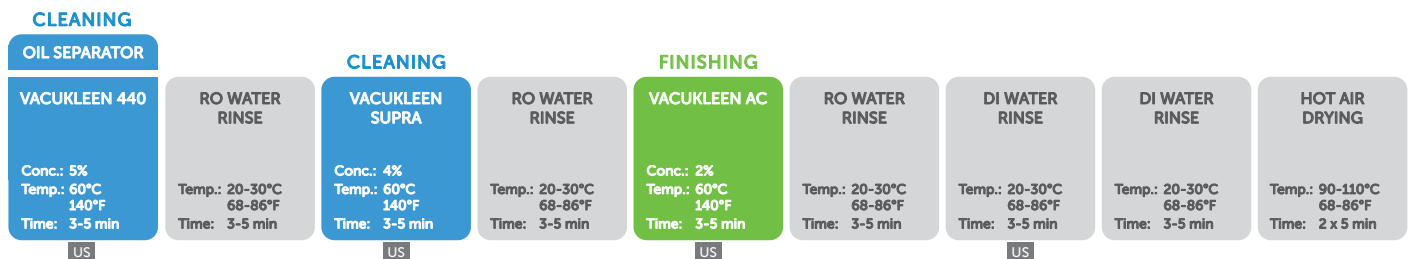 CLEANING
OIL SEPARATOR
VACUKLEEN 440
Conc.: 5%
Temp.: 60°C
140°F
Time: 3-5 min
US
RO WATER
RINSE
Temp.: 20-30°C
68-86°F
Time: 3-5 min
CLEANING
VACUKLEEN
SUPRA
Conc.: 4%
Temp.: 60°C
140°F
Time: 3-5 min
US
RO WATER
RINSE
Temp.: 20-30°C
68-86°F
Time: 3-5 min
FINISHING
VACUKLEEN AC
Conc.: 2%
Temp.: 60°C
140°F
Time: 3-5 min
US
RO WATER
RINSE
Temp.: 20-30°C
68-86°F
Time: 3-5 min
DI WATER
RINSE
Temp.: 20-30°C
68-86°F
Time: 3-5 min
US
DI WATER
RINSE
Temp.: 20-30°C
68-86°F
Time: 3-5 min
HOT AIR
DRYING
Temp.: 90-110°C
68-86°F
Time: 2 x 5 min